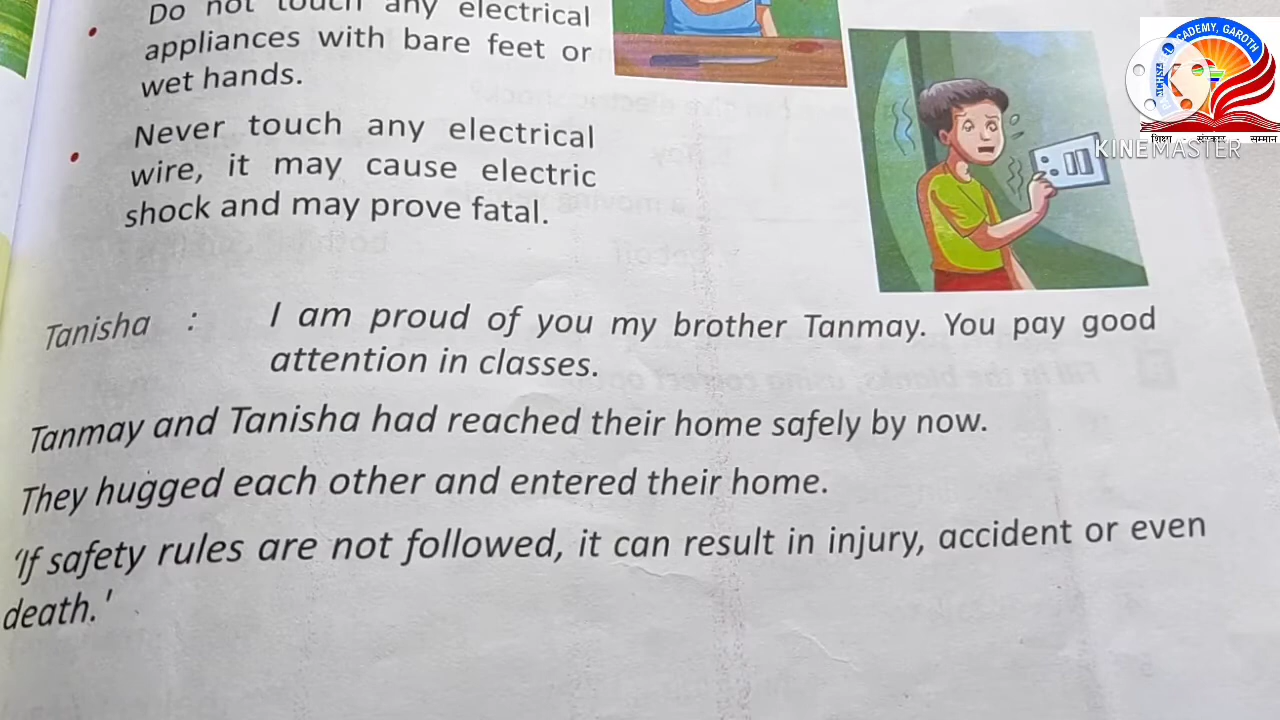 Do not touch any electrical
appliances with bare feet or
wet hands.
Never touch any electrical
wire, it may cause electric
shock and may prove fatal.
Tanisha : I am proud of you my brother Tanmay. You pay good
attention in classes.
Tanmay and Tanisha had reached their home safely by now.
They hugged each other and entered their home.
'If safety rules are not followed, it can result in injury, accident or even
death.'
CADEMY, GAROTH
शिक्षा संस्कार सम्मान
KINEMASTER